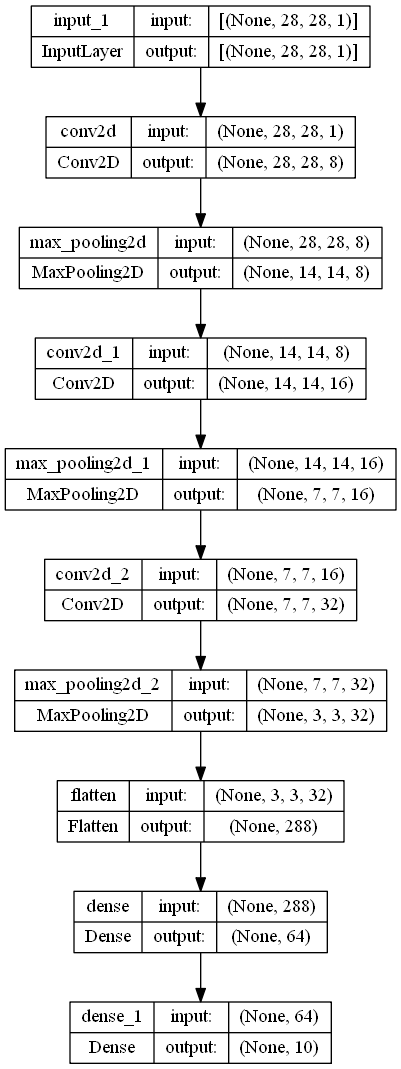 input_1 input: [(None, 28, 28, 1)]
InputLayer output: [(None, 28, 28, 1)]
conv2d input: (None, 28, 28, 1)
Conv2D output: (None, 28, 28, 8)
max_pooling2d input: (None, 28, 28, 8)
MaxPooling2D output: (None, 14, 14, 8)
conv2d_1 input: (None, 14, 14, 8)
Conv2D output: (None, 14, 14, 16)
max_pooling2d_1 input: (None, 14, 14, 16)
MaxPooling2D output: (None, 7, 7, 16)
conv2d_2 input: (None, 7, 7, 16)
Conv2D output: (None, 7, 7, 32)
max_pooling2d_2 input: (None, 7, 7, 32)
MaxPooling2D output: (None, 3, 3, 32)
flatten input: (None, 3, 3, 32)
Flatten output: (None, 288)
dense input: (None, 288)
Dense output: (None, 64)
dense_1 input: (None, 64)
Dense output: (None, 10)